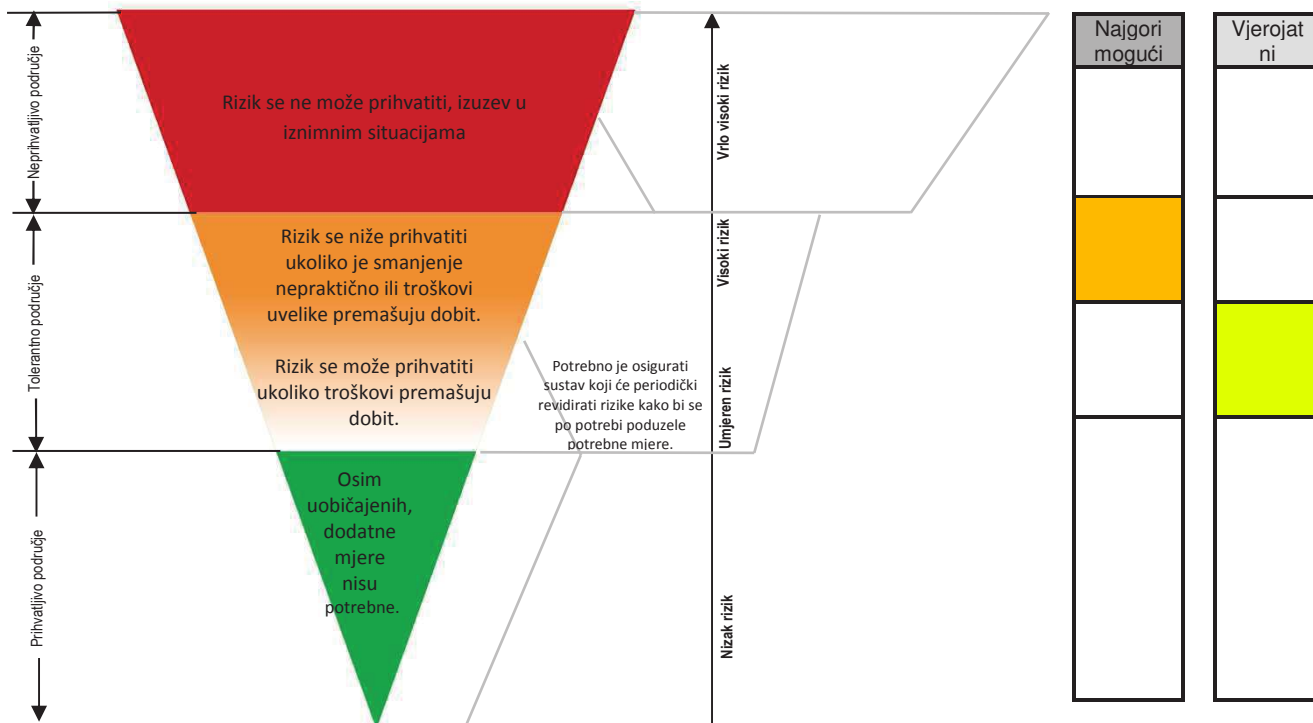 Neprihvatljivo područje
Tolerantno područje
Prihvatljivo područje
Rizik se ne može prihvatiti, izuzev u
iznimnim situacijama
Rizik se niže prihvatiti
ukoliko je smanjenje
nepraktično ili troškovi
uvelike premašuju dobit.
Rizik se može prihvatiti
ukoliko troškovi premašuju
dobit.
Osim
uobičajenih,
dodatne
mjere
nisu
potrebne.
Potrebno je osigurati
sustav koji će periodički
revidirati rizike kako bi se
po potrebi poduzele
potrebne mjere.
Vrlo visoki rizik
Visoki rizik
Umjeren rizik
Nizak rizik
Najgori
mogući
Vjerojat
ni